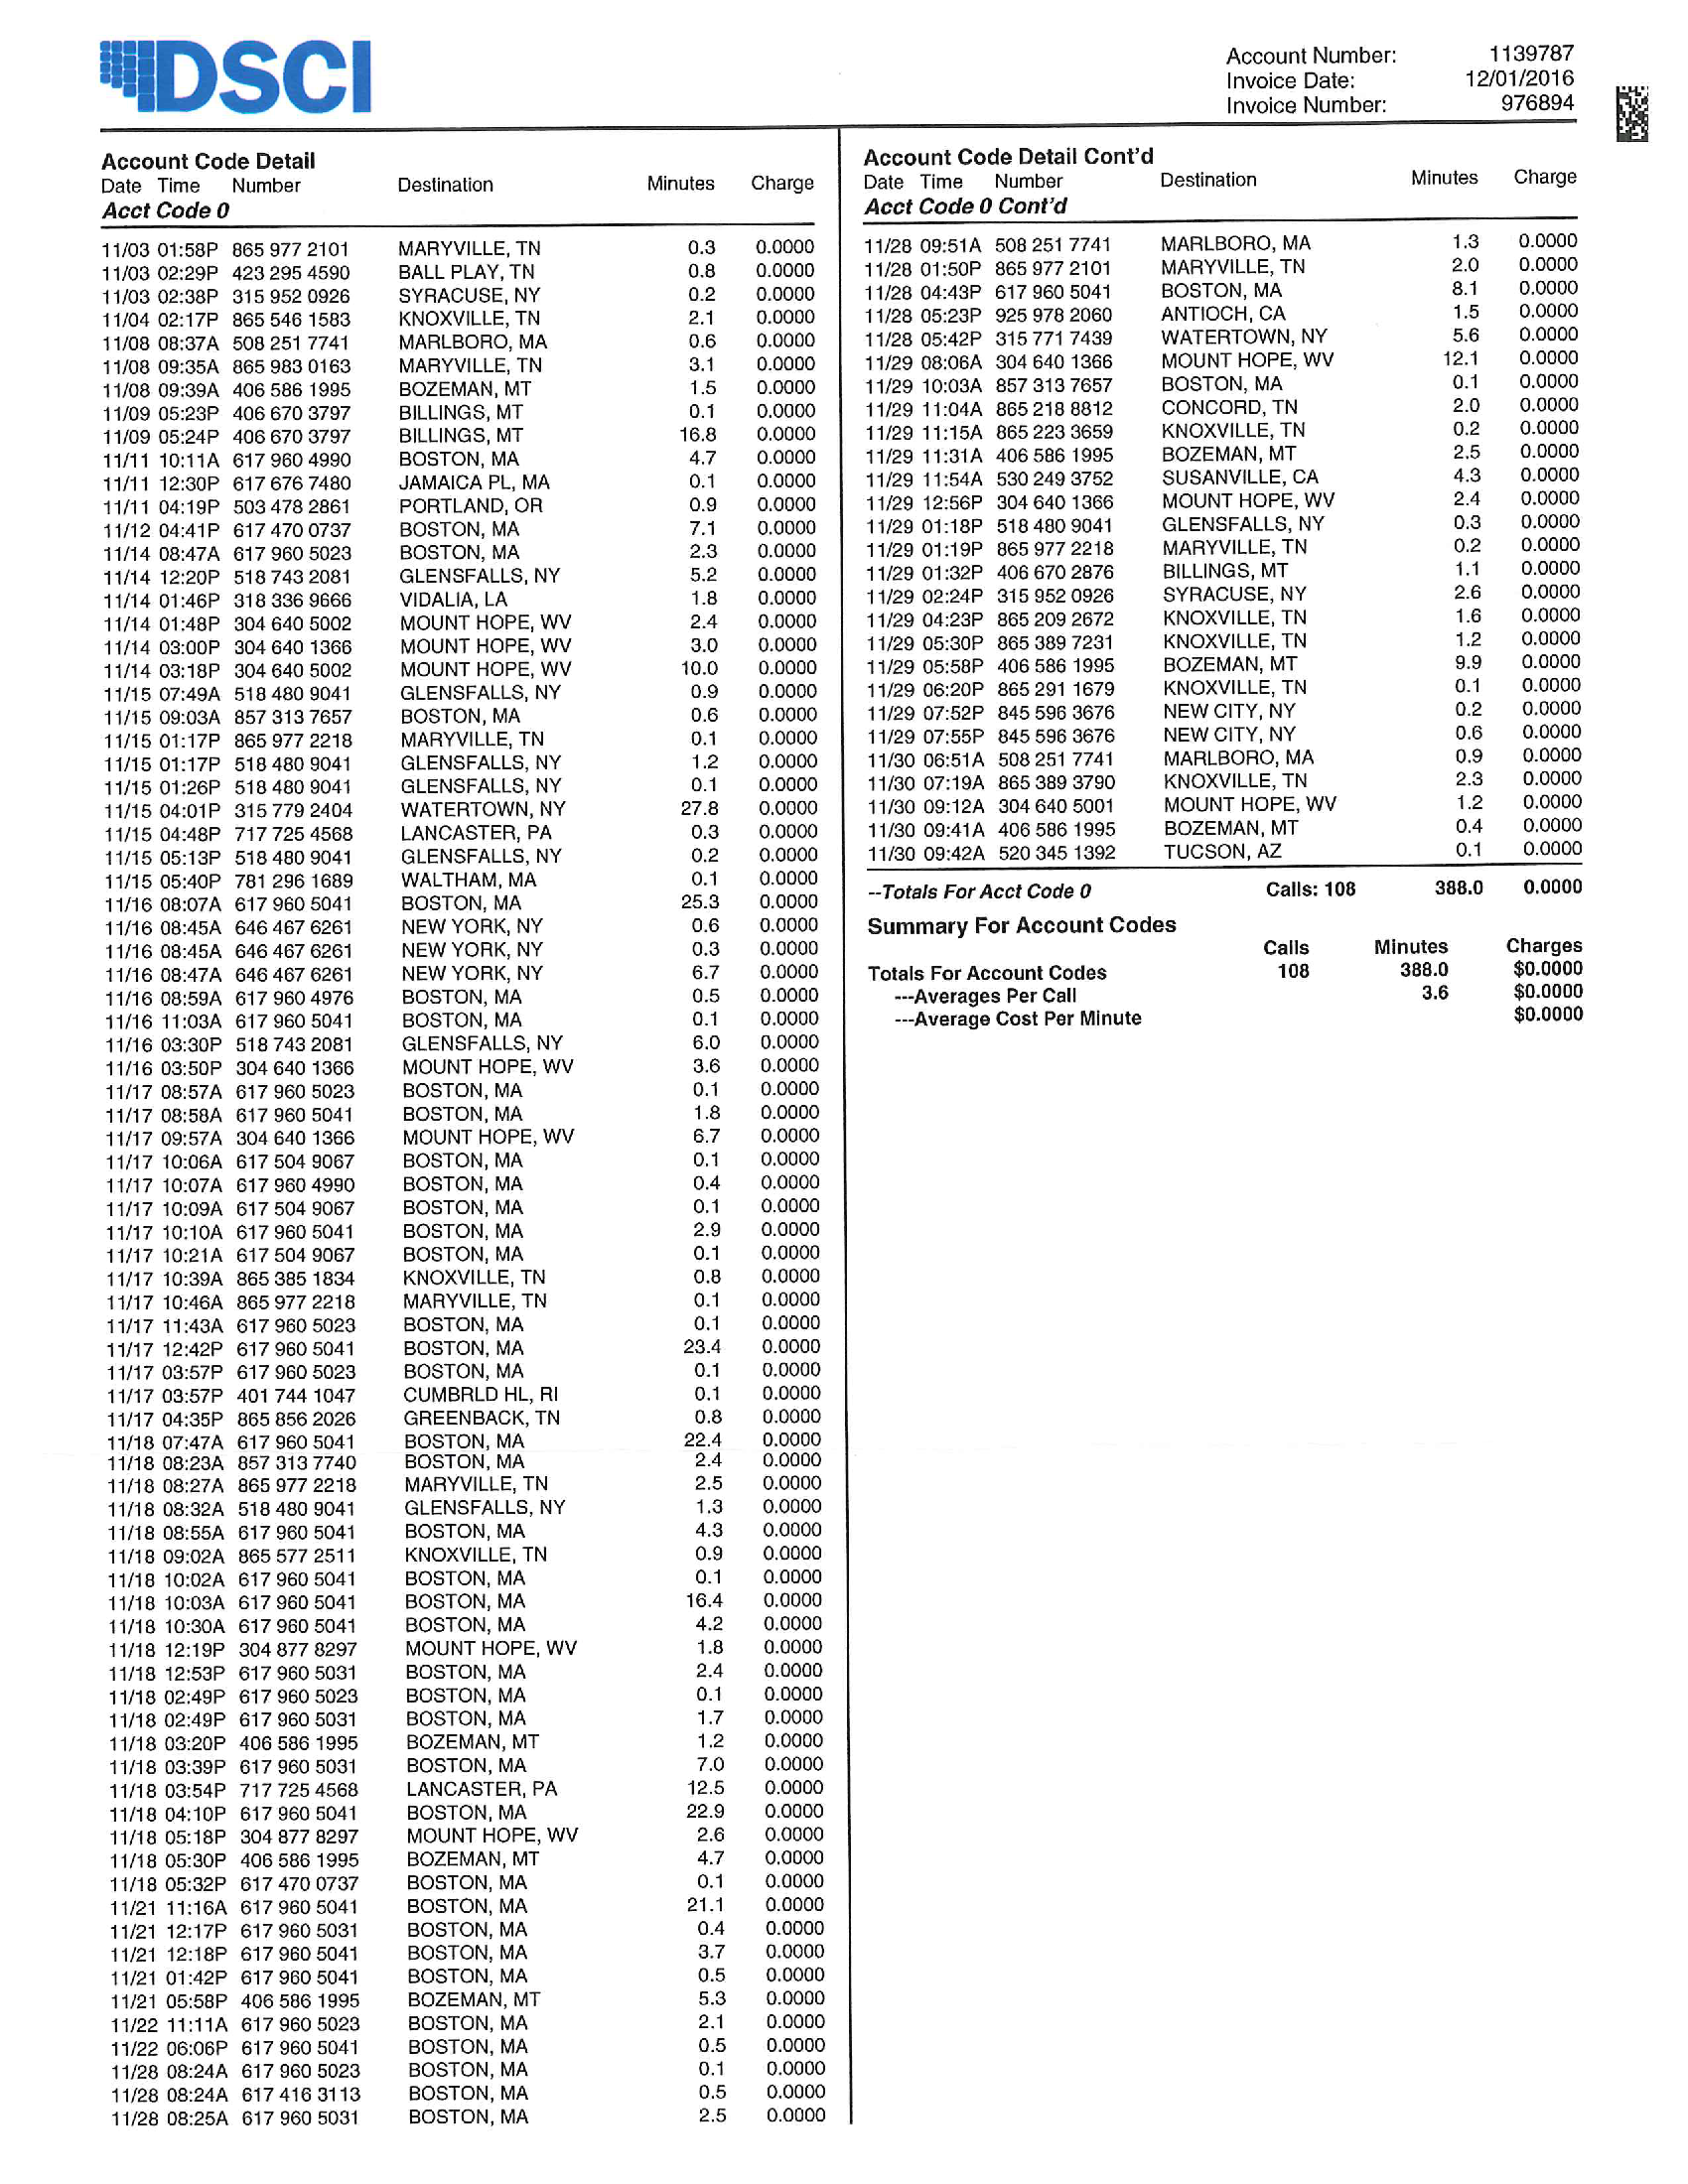 DSCI
Account Number: 1139787
Invoice Date: 12/01/2016
Invoice Number: 976894
Account Code Detail
Date Time Number Destination Minutes Charge
Acct Code 0
11/03 01:58P 865 977 2101 MARYVILLE, TN 0.3 0.0000
11/03 02:29P 423 295 4590 BALL PLAY, TN 0.8 0.0000
11/03 02:38P 315 952 0926 SYRACUSE, NY 0.2 0.0000
11/04 02:17P 865 546 1583 KNOXVILLE, TN 2.1 0.0000
11/08 08:37A 508 251 7741 MARLBORO, MA 0.6 0.0000
11/08 09:35A 865 983 0163 MARYVILLE, TN 3.1 0.0000
11/08 09:39A 406 586 1995 BOZEMAN, MT 1.5 0.0000
11/09 05:23P 406 670 3797 BILLINGS, MT 0.1 0.0000
11/09 05:24P 406 670 3797 BILLINGS, MT 16.8 0.0000
11/11 10:11A 617 960 4990 BOSTON, MA 4.7 0.0000
11/11 12:30P 617 676 7480 JAMAICA PL, MA 0.1 0.0000
11/11 04:19P 503 478 2861 PORTLAND, OR 0.9 0.0000
11/12 04:41P 617 470 0737 BOSTON, MA 7.1 0.0000
11/14 08:47A 617 960 5023 BOSTON, MA 2.3 0.0000
11/14 12:20P 518 743 2081 GLENSFALLS, NY 5.2 0.0000
11/14 01:46P 318 336 9666 VIDALIA, LA 1.8 0.0000
11/14 01:48P 304 640 5002 MOUNT HOPE, WV 2.4 0.0000
11/14 03:00P 304 640 1366 MOUNT HOPE, WV 3.0 0.0000
11/14 03:18P 304 640 5002 MOUNT HOPE, WV 10.0 0.0000
11/15 07:49A 518 480 9041 GLENSFALLS, NY 0.9 0.0000
11/15 09:03A 857 313 7657 BOSTON, MA 0.6 0.0000
11/15 01:17P 865 977 2218 MARYVILLE, TN 0.1 0.0000
11/15 01:17P 518 480 9041 GLENSFALLS, NY 1.2 0.0000
11/15 01:26P 518 480 9041 GLENSFALLS, NY 0.1 0.0000
11/15 04:01P 315 779 2404 WATERTOWN, NY 27.8 0.0000
11/15 04:48P 717 725 4568 LANCASTER, PA 0.3 0.0000
11/15 05:13P 518 480 9041 GLENSFALLS, NY 0.2 0.0000
11/15 05:40P 781 296 1689 WALTHAM, MA 0.1 0.0000
11/16 08:07A 617 960 5041 BOSTON, MA 25.3 0.0000
11/16 08:45A 646 467 6261 NEW YORK, NY 0.6 0.0000
11/16 08:45A 646 467 6261 NEW YORK, NY 0.3 0.0000
11/16 08:47A 646 467 6261 NEW YORK, NY 6.7 0.0000
11/16 08:59A 617 960 4976 BOSTON, MA 0.5 0.0000
11/16 11:03A 617 960 5041 BOSTON, MA 0.1 0.0000
11/16 03:30P 518 743 2081 GLENSFALLS, NY 6.0 0.0000
11/16 03:50P 304 640 1366 MOUNT HOPE, WV 3.6 0.0000
11/17 08:57A 617 960 5023 BOSTON, MA 0.1 0.0000
11/17 08:58A 617 960 5041 BOSTON, MA 1.8 0.0000
11/17 09:57A 304 640 1366 MOUNT HOPE, WV 6.7 0.0000
11/17 10:06A 617 504 9067 BOSTON, MA 0.1 0.0000
11/17 10:07A 617 960 4990 BOSTON, MA 0.4 0.0000
11/17 10:09A 617 504 9067 BOSTON, MA 0.1 0.0000
11/17 10:10A 617 960 5041 BOSTON, MA 2.9 0.0000
11/17 10:21A 617 504 9067 BOSTON, MA 0.1 0.0000
11/17 10:39A 865 385 1834 KNOXVILLE, TN 0.8 0.0000
11/17 10:46A 865 977 2218 MARYVILLE, TN 0.1 0.0000
11/17 11:43A 617 960 5023 BOSTON, MA 0.1 0.0000
11/17 12:42P 617 960 5041 BOSTON, MA 23.4 0.0000
11/17 03:57P 617 960 5023 BOSTON, MA 0.1 0.0000
11/17 03:57P 401 744 1047 CUMBRLD HL, RI 0.1 0.0000
11/17 04:35P 865 856 2026 GREENBACK, TN 0.8 0.0000
11/18 07:47A 617 960 5041 BOSTON, MA 22.4 0.0000
11/18 08:23A 857 313 7740 BOSTON, MA 2.4 0.0000
11/18 08:27A 865 977 2218 MARYVILLE, TN 2.5 0.0000
11/18 08:32A 518 480 9041 GLENSFALLS, NY 1.3 0.0000
11/18 08:55A 617 960 5041 BOSTON, MA 4.3 0.0000
11/18 09:02A 865 577 2511 KNOXVILLE, TN 0.9 0.0000
11/18 10:02A 617 960 5041 BOSTON, MA 0.1 0.0000
11/18 10:03A 617 960 5041 BOSTON, MA 16.4 0.0000
11/18 10:30A 617 960 5041 BOSTON, MA 4.2 0.0000
11/18 12:19P 304 877 8297 MOUNT HOPE, WV 1.8 0.0000
11/18 12:53P 617 960 5031 BOSTON, MA 2.4 0.0000
11/18 02:49P 617 960 5023 BOSTON, MA 0.1 0.0000
11/18 02:49P 617 960 5031 BOSTON, MA 1.7 0.0000
11/18 03:20P 406 586 1995 BOZEMAN, MT 1.2 0.0000
11/18 03:39P 617 960 5031 BOSTON, MA 7.0 0.0000
11/18 03:54P 717 725 4568 LANCASTER, PA 12.5 0.0000
11/18 04:10P 617 960 5041 BOSTON, MA 22.9 0.0000
11/18 05:18P 304 877 8297 MOUNT HOPE, WV 2.6 0.0000
11/18 05:30P 406 586 1995 BOZEMAN, MT 4.7 0.0000
11/18 05:32P 617 470 0737 BOSTON, MA 0.1 0.0000
11/21 11:16A 617 960 5041 BOSTON, MA 21.1 0.0000
11/21 12:17P 617 960 5031 BOSTON, MA 0.4 0.0000
11/21 12:18P 617 960 5041 BOSTON, MA 3.7 0.0000
11/21 01:42P 617 960 5041 BOSTON, MA 0.5 0.0000
11/21 05:58P 406 586 1995 BOZEMAN, MT 5.3 0.0000
11/22 11:11A 617 960 5023 BOSTON, MA 2.1 0.0000
11/22 06:06P 617 960 5041 BOSTON, MA 0.5 0.0000
11/28 08:24A 617 960 5023 BOSTON, MA 0.1 0.0000
11/28 08:24A 617 416 3113 BOSTON, MA 0.5 0.0000
11/28 08:25A 617 960 5031 BOSTON, MA 2.5 0.0000
Account Code Detail Cont'd
Date Time Number Destination Minutes Charge
Acct Code 0 Cont'd
11/28 09:51A 508 251 7741 MARLBORO, MA 1.3 0.0000
11/28 01:50P 865 977 2101 MARYVILLE, TN 2.0 0.0000
11/28 04:43P 617 960 5041 BOSTON, MA 8.1 0.0000
11/28 05:23P 925 978 2060 ANTIOCH, CA 1.5 0.0000
11/28 05:42P 315 771 7439 WATERTOWN, NY 5.6 0.0000
11/29 08:06A 304 640 1366 MOUNT HOPE, WV 12.1 0.0000
11/29 10:03A 857 313 7657 BOSTON, MA 0.1 0.0000
11/29 11:04A 865 218 8812 CONCORD, TN 2.0 0.0000
11/29 11:15A 865 223 3659 KNOXVILLE, TN 0.2 0.0000
11/29 11:31A 406 586 1995 BOZEMAN, MT 2.5 0.0000
11/29 11:54A 530 249 3752 SUSANVILLE, CA 4.3 0.0000
11/29 12:56P 304 640 1366 MOUNT HOPE, WV 2.4 0.0000
11/29 01:18P 518 480 9041 GLENSFALLS, NY 0.3 0.0000
11/29 01:19P 865 977 2218 MARYVILLE, TN 0.2 0.0000
11/29 01:32P 406 670 2876 BILLINGS, MT 1.1 0.0000
11/29 02:24P 315 952 0926 SYRACUSE, NY 2.6 0.0000
11/29 04:23P 865 209 2672 KNOXVILLE, TN 1.6 0.0000
11/29 05:30P 865 389 7231 KNOXVILLE, TN 1.2 0.0000
11/29 05:58P 406 586 1995 BOZEMAN, MT 9.9 0.0000
11/29 06:20P 865 291 1679 KNOXVILLE, TN 0.1 0.0000
11/29 07:52P 845 596 3676 NEW CITY, NY 0.2 0.0000
11/29 07:55P 845 596 3676 NEW CITY, NY 0.6 0.0000
11/30 06:51A 508 251 7741 MARLBORO, MA 0.9 0.0000
11/30 07:19A 865 389 3790 KNOXVILLE, TN 2.3 0.0000
11/30 09:12A 304 640 5001 MOUNT HOPE, WV 1.2 0.0000
11/30 09:41A 406 586 1995 BOZEMAN, MT 0.4 0.0000
11/30 09:42A 520 345 1392 TUCSON, AZ 0.1 0.0000
--Totals For Acct Code 0 Calls: 108 388.0 0.0000
Summary For Account Codes
Calls Minutes Charges
Totals For Account Codes 108 388.0 $0.0000
---Averages Per Call 3.6 $0.0000
---Average Cost Per Minute $0.0000